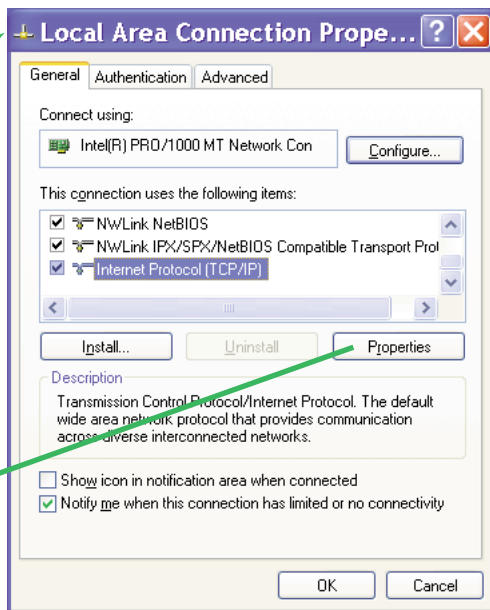 Local Area Connection Prope...
General Authentication Advanced
Connect using:
Intel(R) PRO/1000 MT Network Con
Configure...
This connection uses the following items:
NWLink NetBIOS
NWLink IPX/SPX/NetBIOS Compatible Transport Prot
Internet Protocol (TCP/IP)
Install... Uninstall Properties
Description
Transmission Control Protocol/Internet Protocol. The default
wide area network protocol that provides communication
across diverse interconnected networks.
Show icon in notification area when connected
Notify me when this connection has limited or no connectivity
OK Cancel